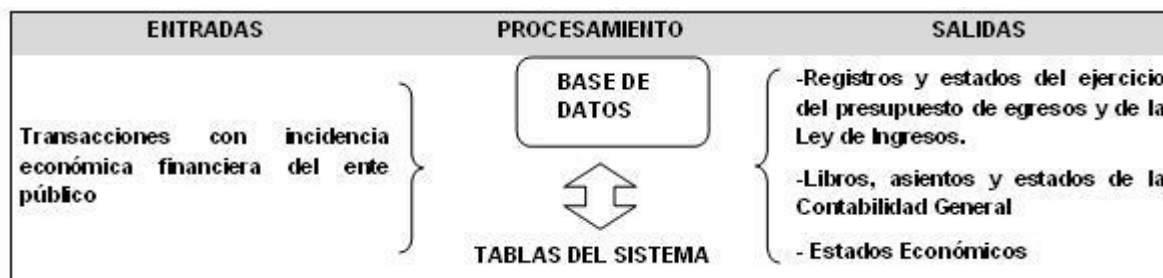 ENTRADAS
PROCESAMIENTO
SALIDAS
Transacciones con incidencia
económica financiera del ente
público
BASE DE
DATOS
TABLAS DEL SISTEMA
-Registros y estados del ejercicio
del presupuesto de egresos y de la
Ley de Ingresos.
-Libros, asientos y estados de la
Contabilidad General
- Estados Económicos